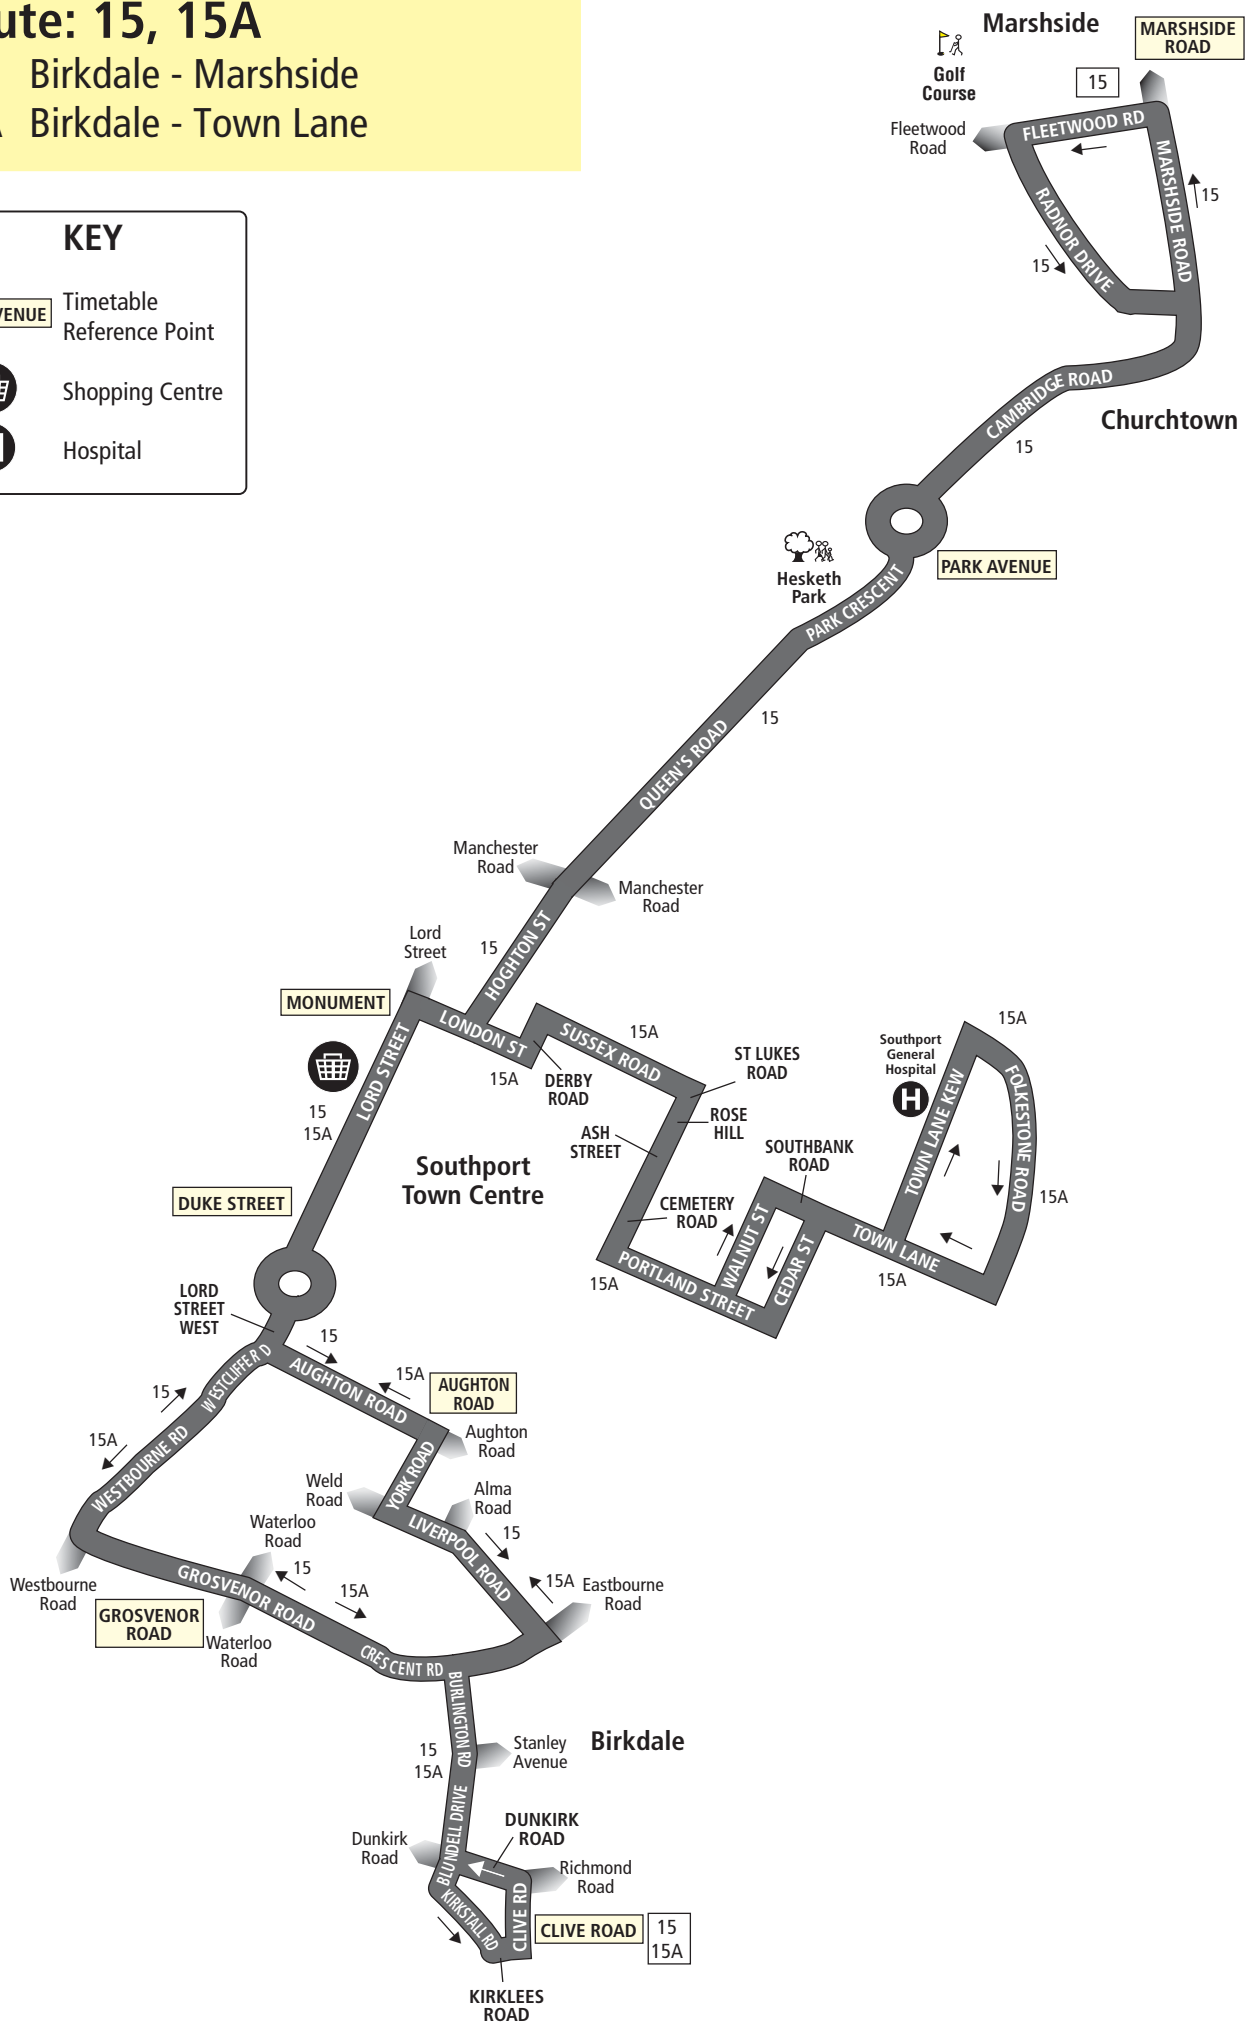 ute: 15, 15A
Birkdale - Marshside
Birkdale - Town Lane
KEY
VENUE
Timetable
Reference Point
Shopping Centre
Hospital
Marshside
MARSHSIDE
ROAD
Golf
Course
15
Fleetwood
Road
FLEETWOOD RD
MARSHSIDE ROAD
15
RADNOR DRIVE
15
CAMBRIDGE ROAD
Churchtown
15
PARK AVENUE
Hesketh
Park
PARK CRESCENT
15
QUEEN'S ROAD
Manchester
Road
Manchester
Road
Lord
Street
15
HOGHTON ST
MONUMENT
LONDON ST
15A
SUSSEX ROAD
15A
DERBY
ROAD
ST LUKES
ROAD
ROSE
HILL
ASH
STREET
LORD STREET
15
15A
Southport
Town Centre
SOUTHBANK
ROAD
CEMETERY
ROAD
Southport
General
Hospital
H
15A
TOWN LANE KEW
FOLKESTONE ROAD
15A
TOWN LANE
15A
WALNUT ST
CEDAR ST
PORTLAND STREET
15A
DUKE STREET
LORD
STREET
WEST
15
AUGHTON ROAD
15A
AUGHTON
ROAD
Aughton
Road
WESTCLIFFE RD
15
15A
WESTBOURNE RD
YORK ROAD
Weld
Road
Alma
Road
LIVERPOOL ROAD
15
15A
Eastbourne
Road
Waterloo
Road
15
15A
GROSVENOR ROAD
Westbourne
Road
GROSVENOR
ROAD
Waterloo
Road
CRESCENT RD
BURLINGTON RD
15
15A
Stanley
Avenue
Birkdale
BLUNDELL DRIVE
DUNKIRK
ROAD
Dunkirk
Road
Richmond
Road
KIRKSTALL RD
CLIVE RD
CLIVE ROAD
15
15A
KIRKLEES
ROAD